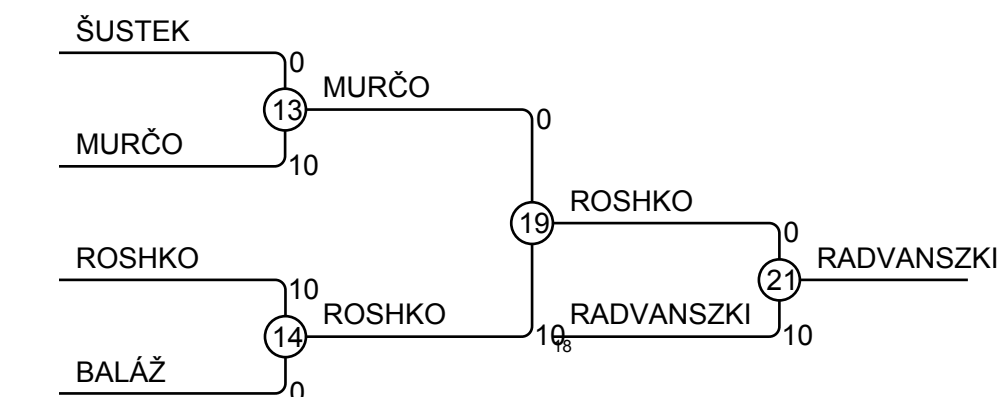 ŠUSTEK
0
13
MURČO
0
MURČO
10
19
ROSHKO
0
21
RADVANSZKI
ROSHKO
10
14
ROSHKO
10
18
RADVANSZKI
10
BALÁŽ
0